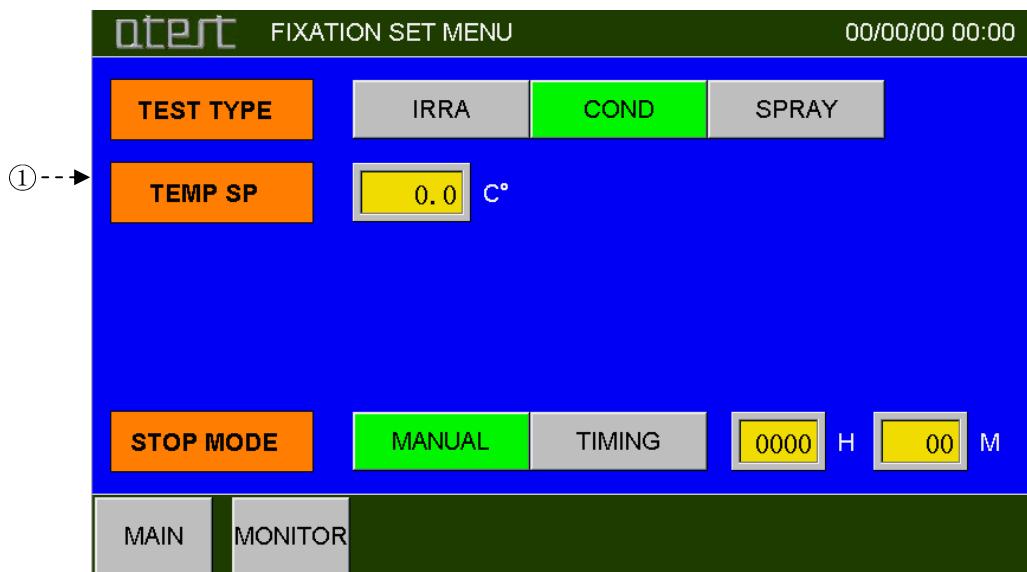 qtest FIXATION SET MENU 00/00/00 00:00
TEST TYPE IRRA COND SPRAY
① TEMP SP 0.0 C°
STOP MODE MANUAL TIMING 0000 H 00 M
MAIN MONITOR